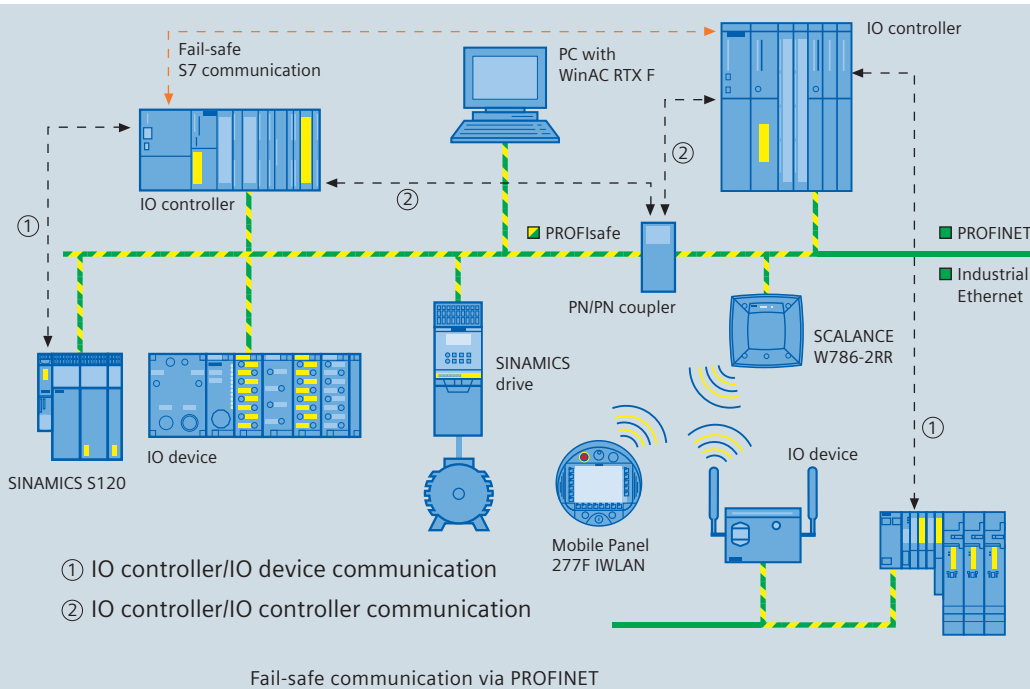 Fail-safe
S7 communication
PC with
WinAC RTX F
IO controller
②
①
IO controller
②
PROFIsafe
PROFINET
PN/PN coupler
Industrial
Ethernet
SINAMICS
drive
SCALANCE
W786-2RR
①
IO device
IO device
SINAMICS S120
Mobile Panel
277F IWLAN
① IO controller/IO device communication
② IO controller/IO controller communication
Fail-safe communication via PROFINET